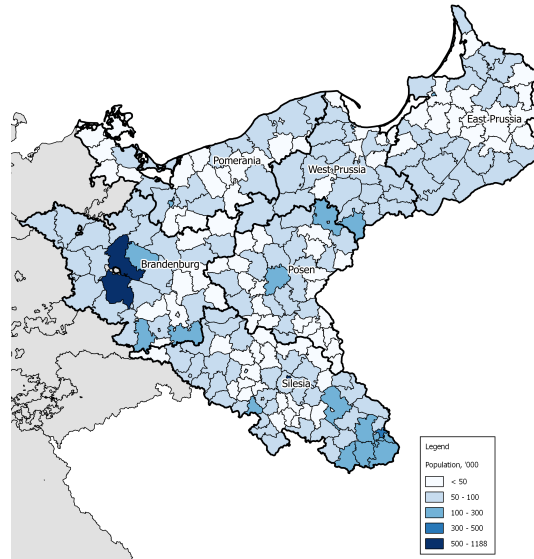 East Prussia
Pomerania
West Prussia
Brandenburg
Posen
Silesia
Legend
Population, '000
< 50
50 - 100
100 - 300
300 - 500
500 - 1188